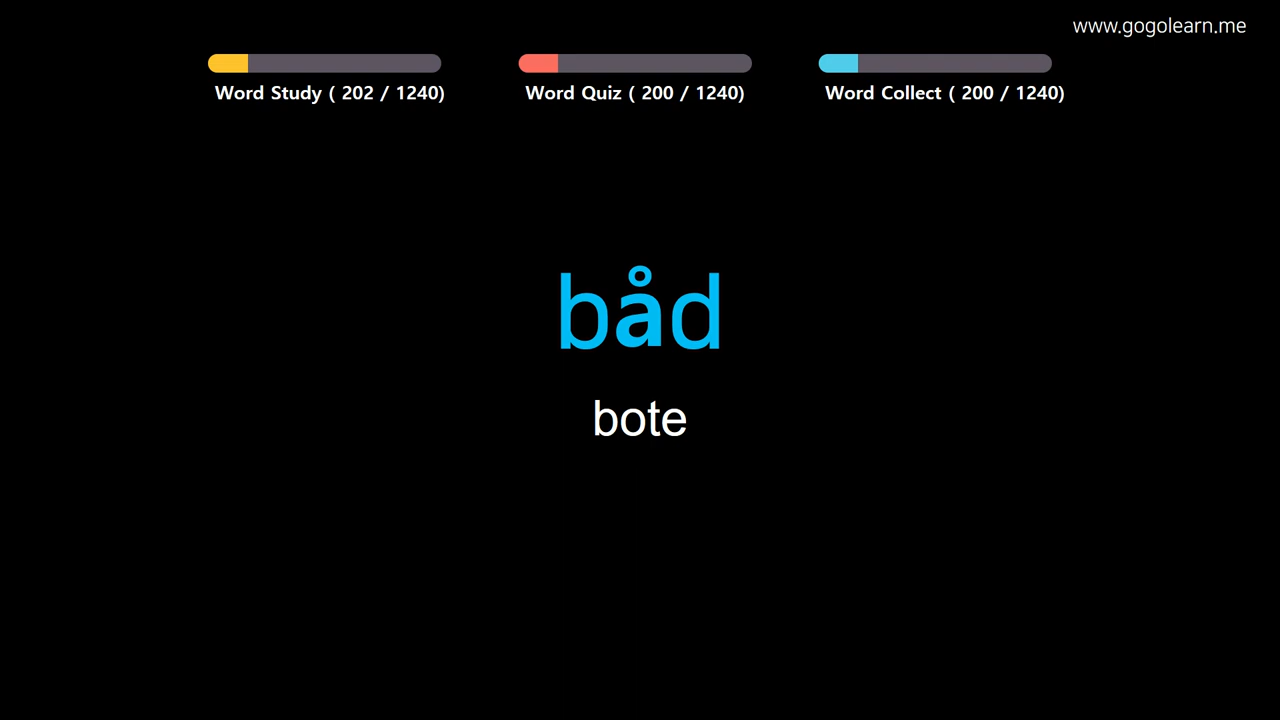 www.gogolearn.me
Word Study ( 202 / 1240)
Word Quiz ( 200 / 1240)
Word Collect ( 200 / 1240)
båd
bote